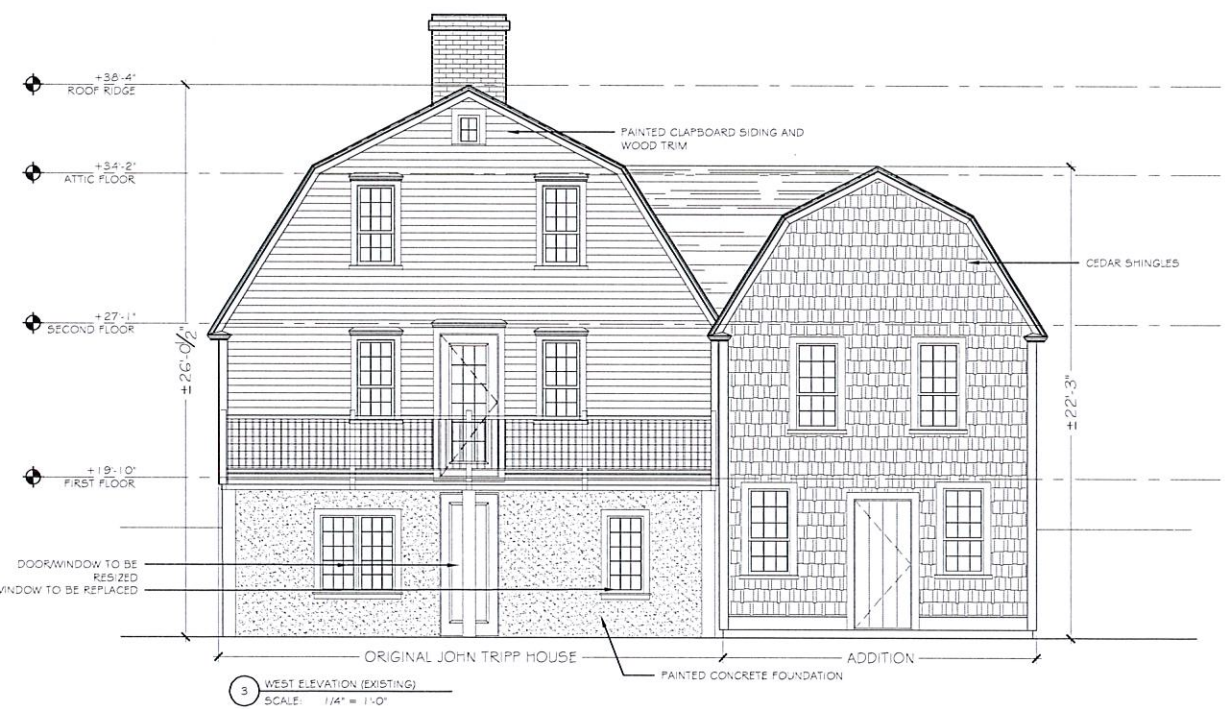 +38'-4"
ROOF RIDGE
PAINTED CLAPBOARD SIDING AND
WOOD TRIM
+34'-2"
ATTIC FLOOR
CEDAR SHINGLES
+27'-1"
SECOND FLOOR
±26'-0½"
±22'-3"
+19'-10"
FIRST FLOOR
DOOR/WINDOW TO BE
RESIZED
WINDOW TO BE REPLACED
ORIGINAL JOHN TRIPP HOUSE
ADDITION
PAINTED CONCRETE FOUNDATION
3
WEST ELEVATION (EXISTING)
SCALE: 1/4" = 1'-0"